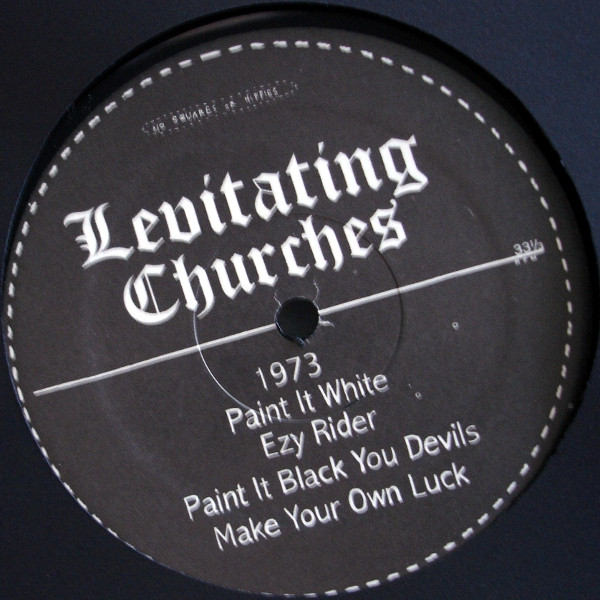 NO SQUARES OR HIPPIES
Levitating
Churches
33⅓
RPM
1973
Paint It White
Ezy Rider
Paint It Black You Devils
Make Your Own Luck